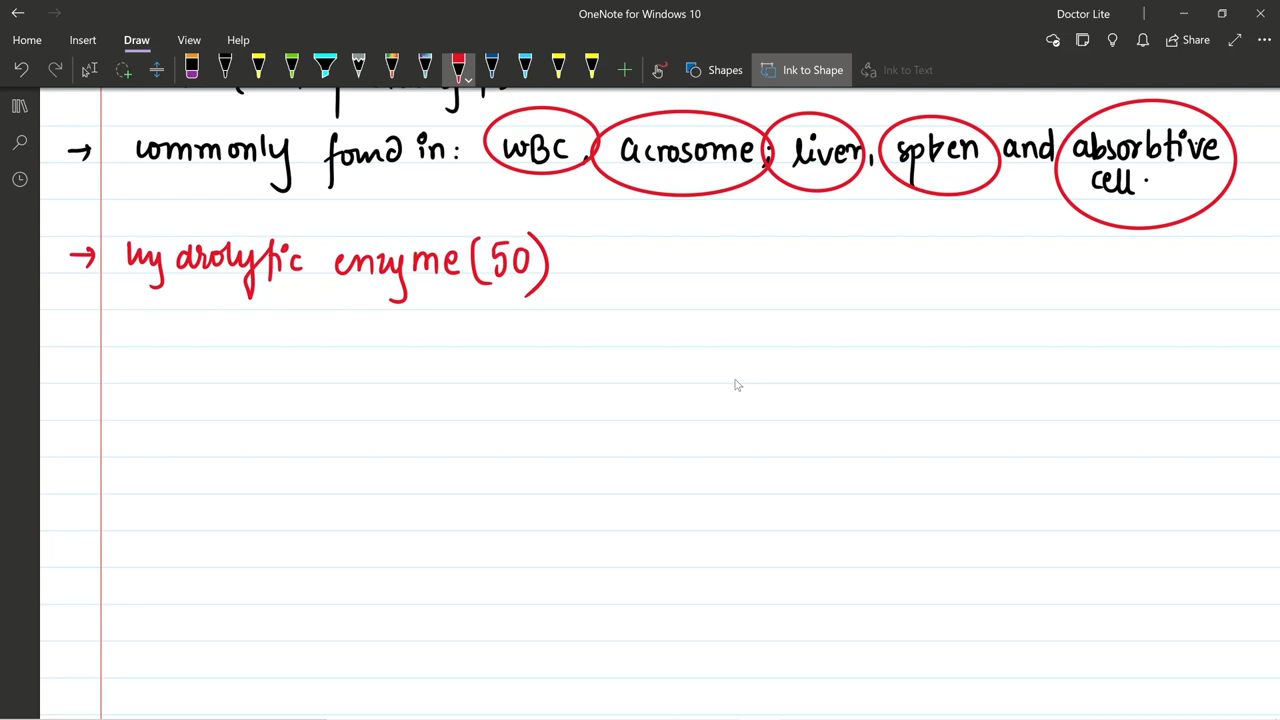 OneNote for Windows 10
Doctor Lite
Home Insert Draw View Help
Share
Shapes
Ink to Shape
Ink to Text
→ commonly found in: WBC, acrosome, liver, spleen and absorbtive
cell.
→ hydrolytic enzyme (50)